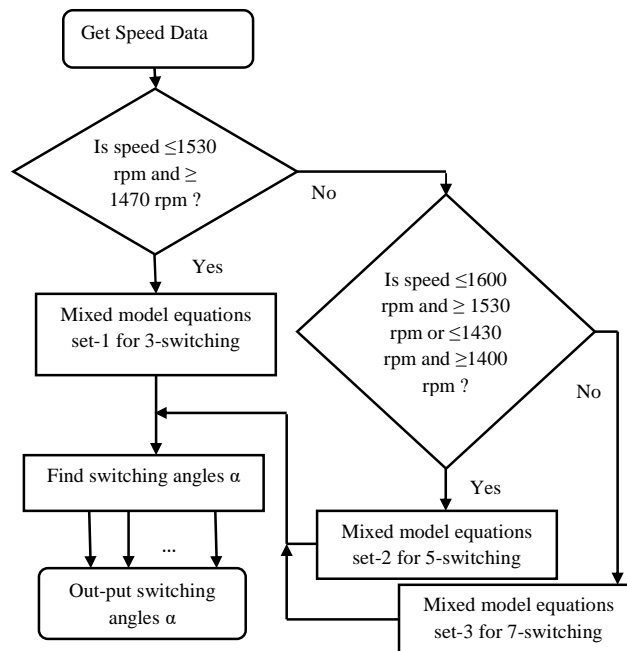 Get Speed Data
Is speed ≤1530
rpm and ≥
1470 rpm ?
No
Yes
Is speed ≤1600
rpm and ≥ 1530
rpm or ≤1430
rpm and ≥1400
rpm ?
No
Yes
Mixed model equations
set-1 for 3-switching
Find switching angles α
...
Out-put switching
angles α
Mixed model equations
set-2 for 5-switching
Mixed model equations
set-3 for 7-switching